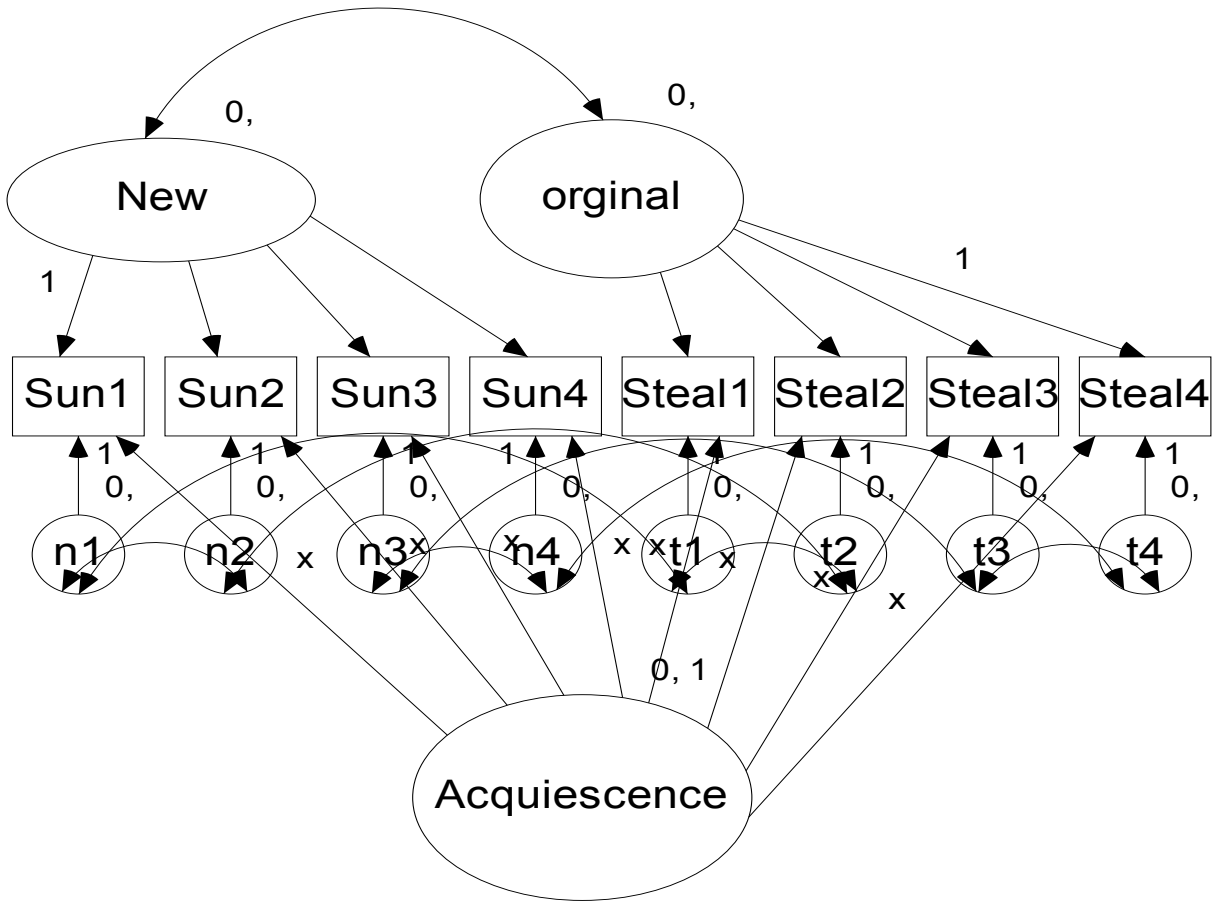 0,
0,
New
orginal
1
1
Sun1
Sun2
Sun3
Sun4
Steal1
Steal2
Steal3
Steal4
1
1
1
1
1
1
1
1
0,
0,
0,
0,
0,
0,
0,
0,
n1
n2
n3
n4
t1
t2
t3
t4
x
x
x
x
x
x
x
x
0, 1
Acquiescence